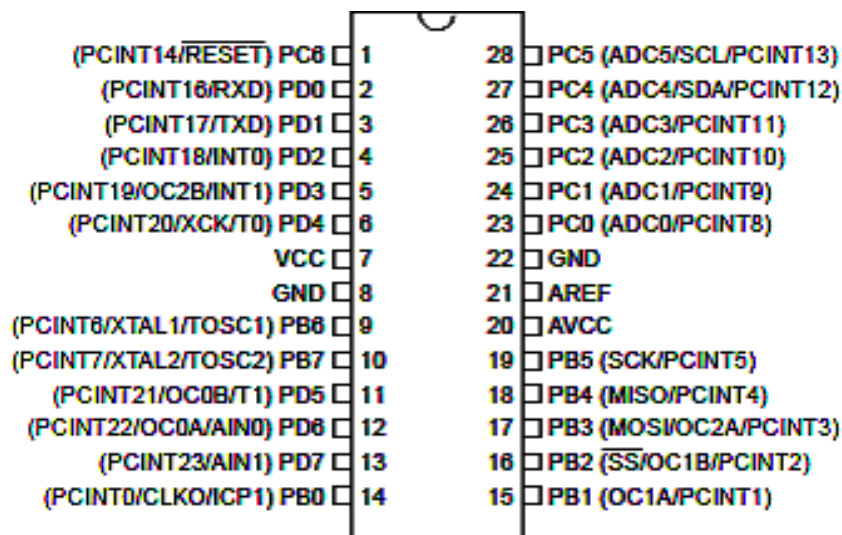 (PCINT14/RESET) PC6 1 28 PC5 (ADC5/SCL/PCINT13)
(PCINT16/RXD) PD0 2 27 PC4 (ADC4/SDA/PCINT12)
(PCINT17/TXD) PD1 3 26 PC3 (ADC3/PCINT11)
(PCINT18/INT0) PD2 4 25 PC2 (ADC2/PCINT10)
(PCINT19/OC2B/INT1) PD3 5 24 PC1 (ADC1/PCINT9)
(PCINT20/XCK/T0) PD4 6 23 PC0 (ADC0/PCINT8)
VCC 7 22 GND
GND 8 21 AREF
(PCINT6/XTAL1/TOSC1) PB6 9 20 AVCC
(PCINT7/XTAL2/TOSC2) PB7 10 19 PB5 (SCK/PCINT5)
(PCINT21/OC0B/T1) PD5 11 18 PB4 (MISO/PCINT4)
(PCINT22/OC0A/AIN0) PD6 12 17 PB3 (MOSI/OC2A/PCINT3)
(PCINT23/AIN1) PD7 13 16 PB2 (SS/OC1B/PCINT2)
(PCINT0/CLKO/ICP1) PB0 14 15 PB1 (OC1A/PCINT1)